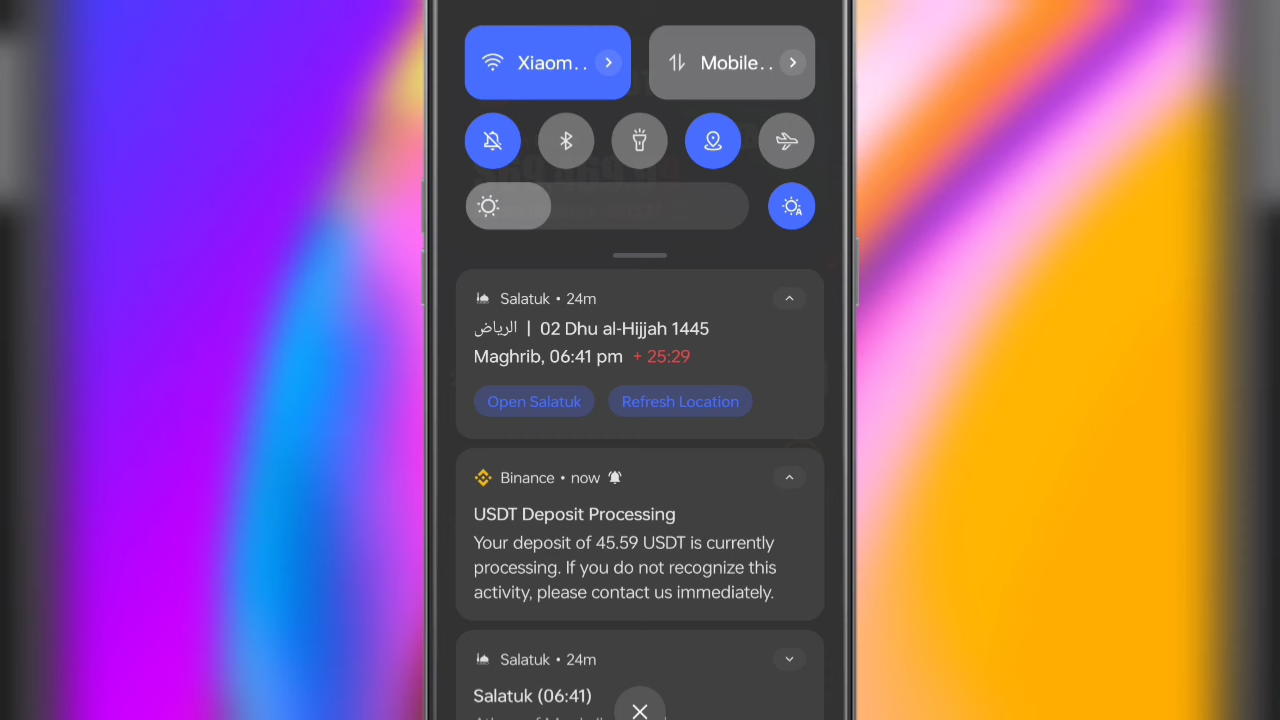 Xiaom..
Mobile..
Salatuk • 24m
الرياض | 02 Dhu al-Hijjah 1445
Maghrib, 06:41 pm + 25:29
Open Salatuk
Refresh Location
Binance • now
USDT Deposit Processing
Your deposit of 45.59 USDT is currently
processing. If you do not recognize this
activity, please contact us immediately.
Salatuk • 24m
Salatuk (06:41)